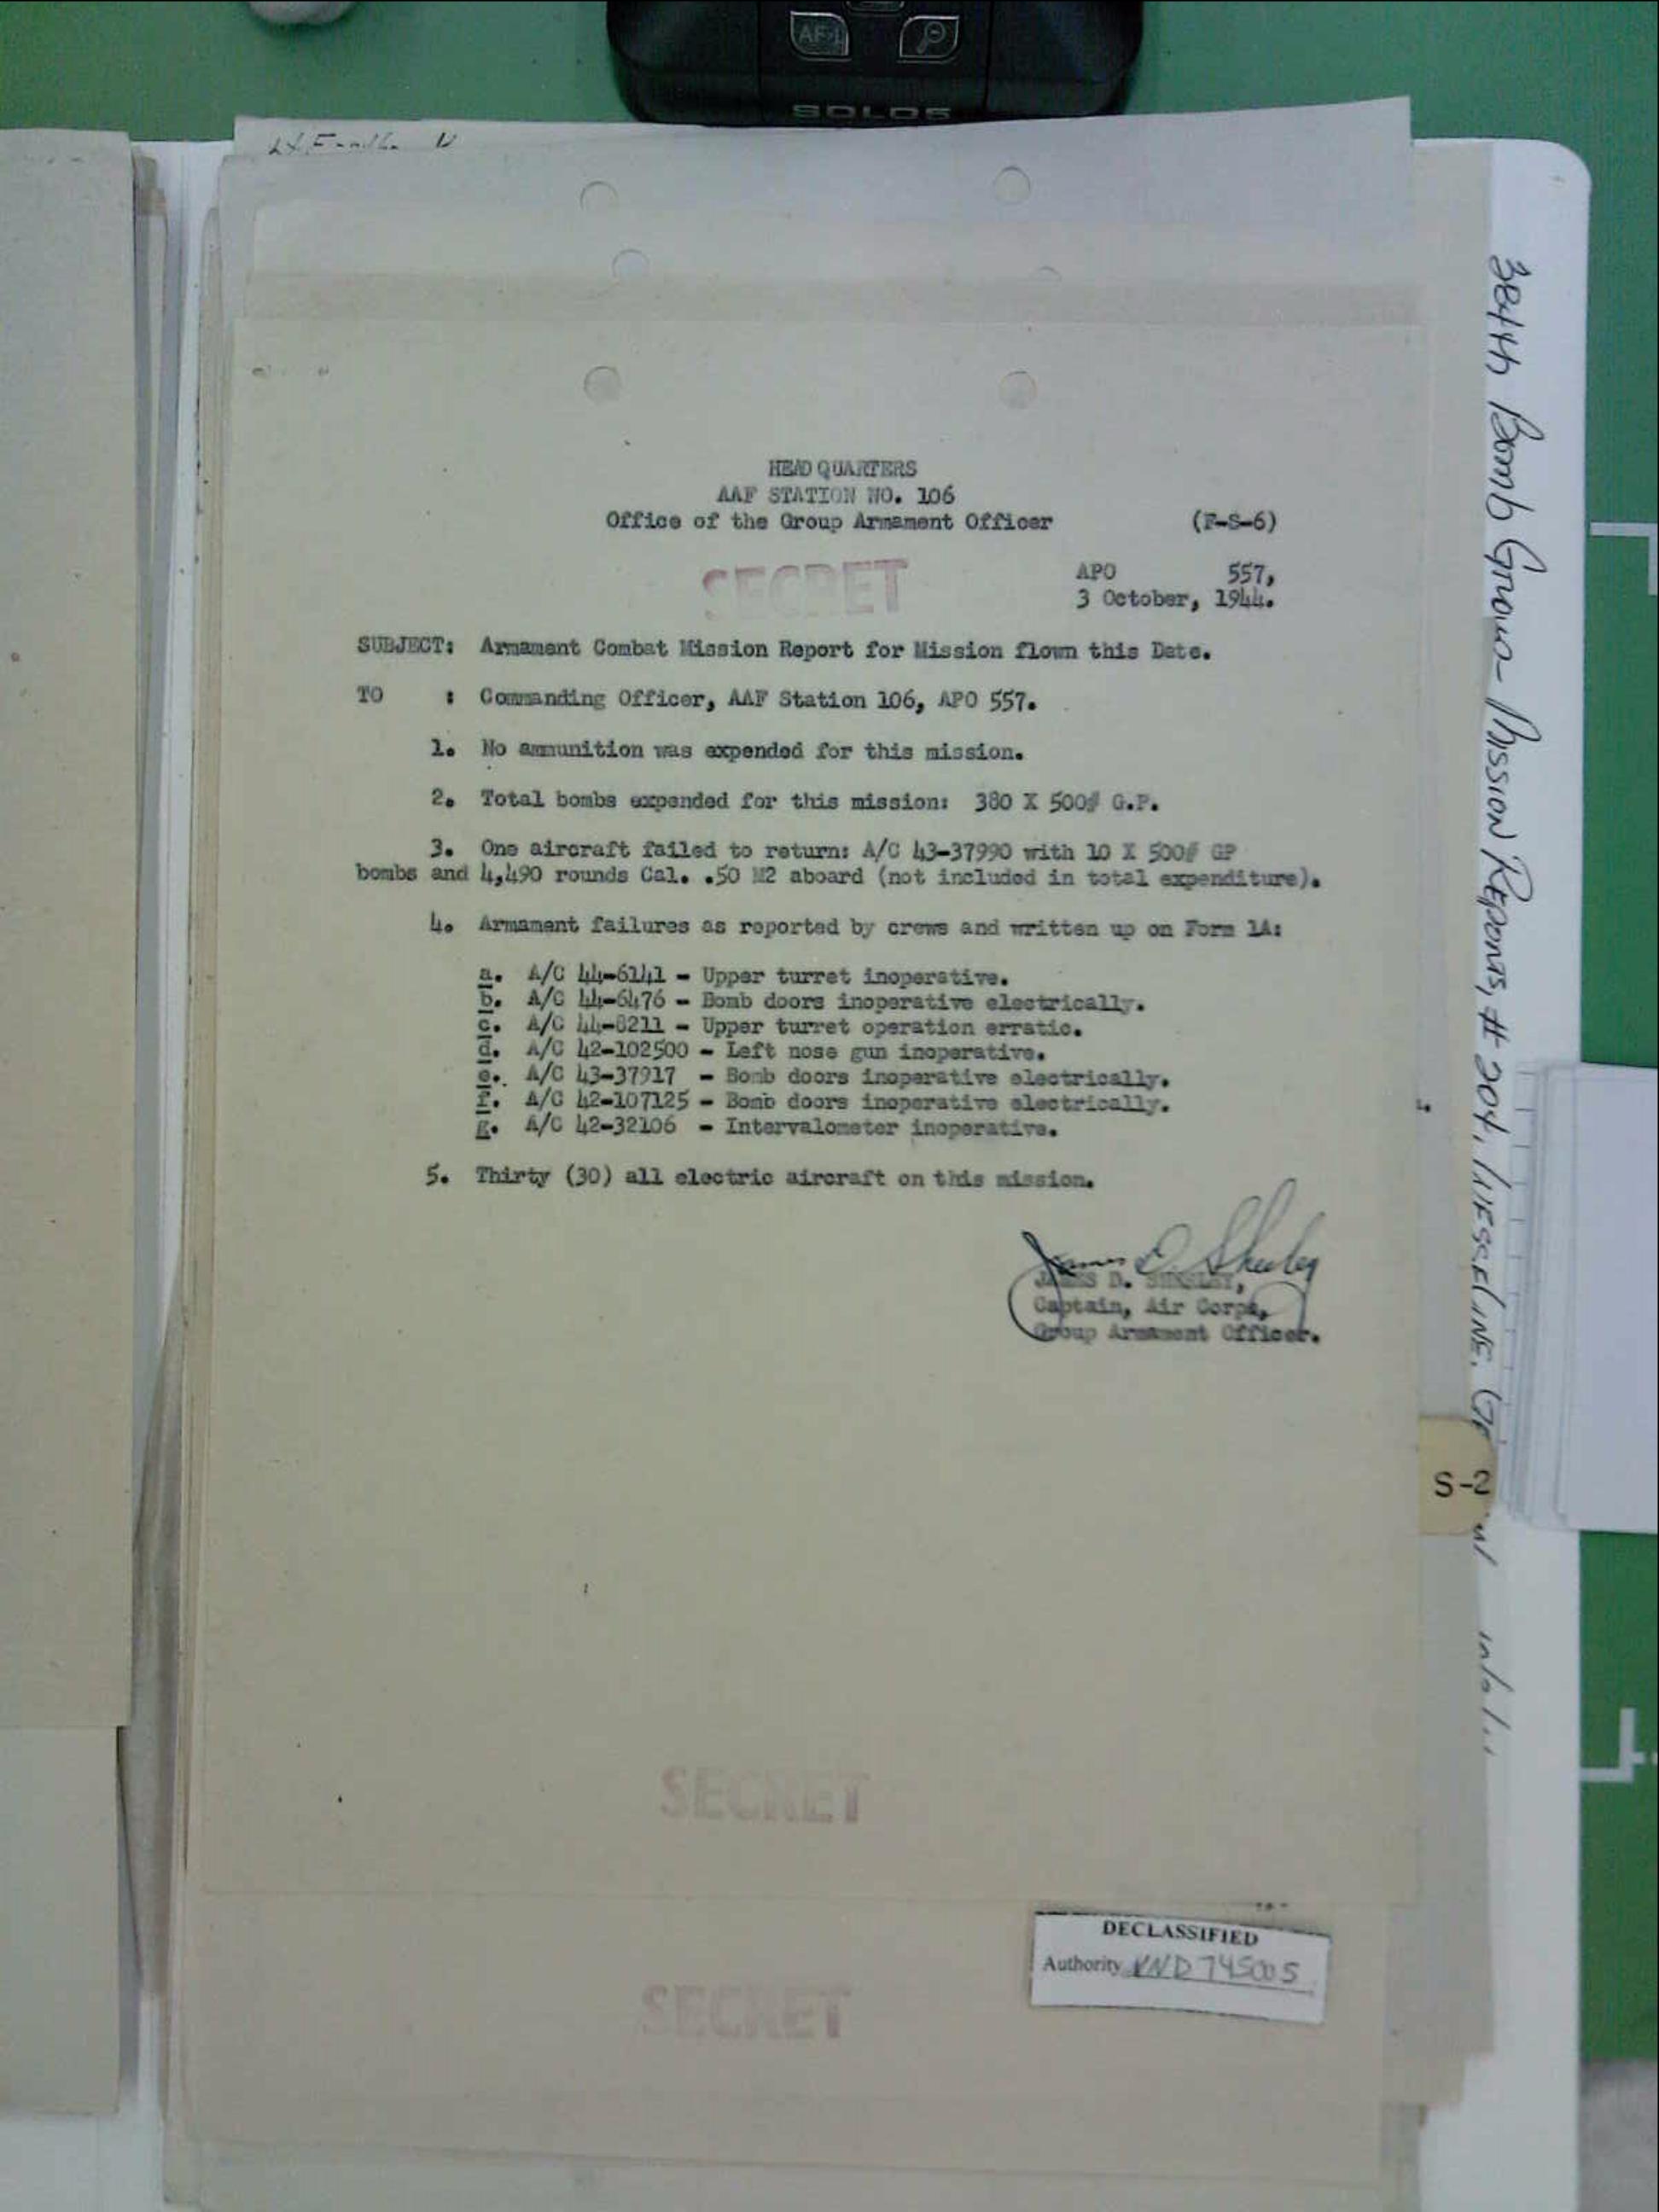 AF-L
SOLOS
HEADQUARTERS
AAF STATION NO. 106
Office of the Group Armament Officer (F-S-6)
SECRET
APO 557,
3 October, 1944.
SUBJECT: Armament Combat Mission Report for Mission flown this Date.
TO : Commanding Officer, AAF Station 106, APO 557.
1. No ammunition was expended for this mission.
2. Total bombs expended for this mission: 380 X 500# G.P.
3. One aircraft failed to return: A/C 43-37990 with 10 X 500# GP
bombs and 4,490 rounds Cal. .50 M2 aboard (not included in total expenditure).
4. Armament failures as reported by crews and written up on Form 1A:
a. A/C 44-6141 - Upper turret inoperative.
b. A/C 44-6476 - Bomb doors inoperative electrically.
c. A/C 44-8211 - Upper turret operation erratic.
d. A/C 42-102500 - Left nose gun inoperative.
e. A/C 43-37917 - Bomb doors inoperative electrically.
f. A/C 42-107125 - Bomb doors inoperative electrically.
g. A/C 42-32106 - Intervalometer inoperative.
5. Thirty (30) all electric aircraft on this mission.
James D.
JAMES D.
Captain, Air Corps,
Group Armament Officer.
SECRET
SECRET
DECLASSIFIED
Authority NND 745005
S-2
384th Bomb Group - Mission Reports, # 204,